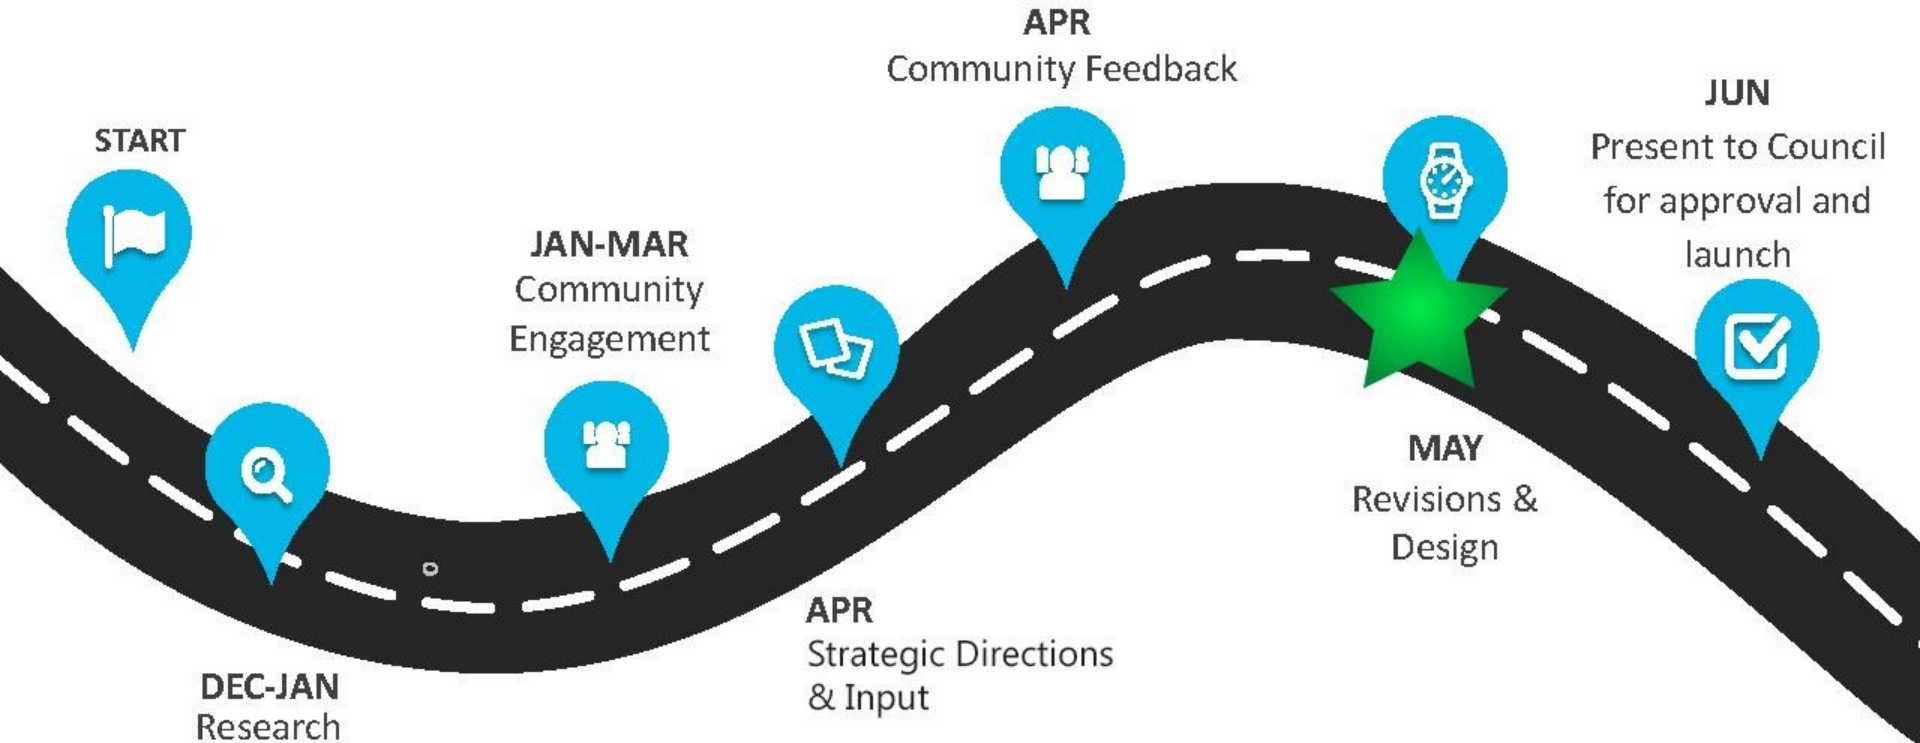 START
DEC-JAN
Research
JAN-MAR
Community
Engagement
APR
Strategic Directions
& Input
APR
Community Feedback
MAY
Revisions &
Design
JUN
Present to Council
for approval and
launch